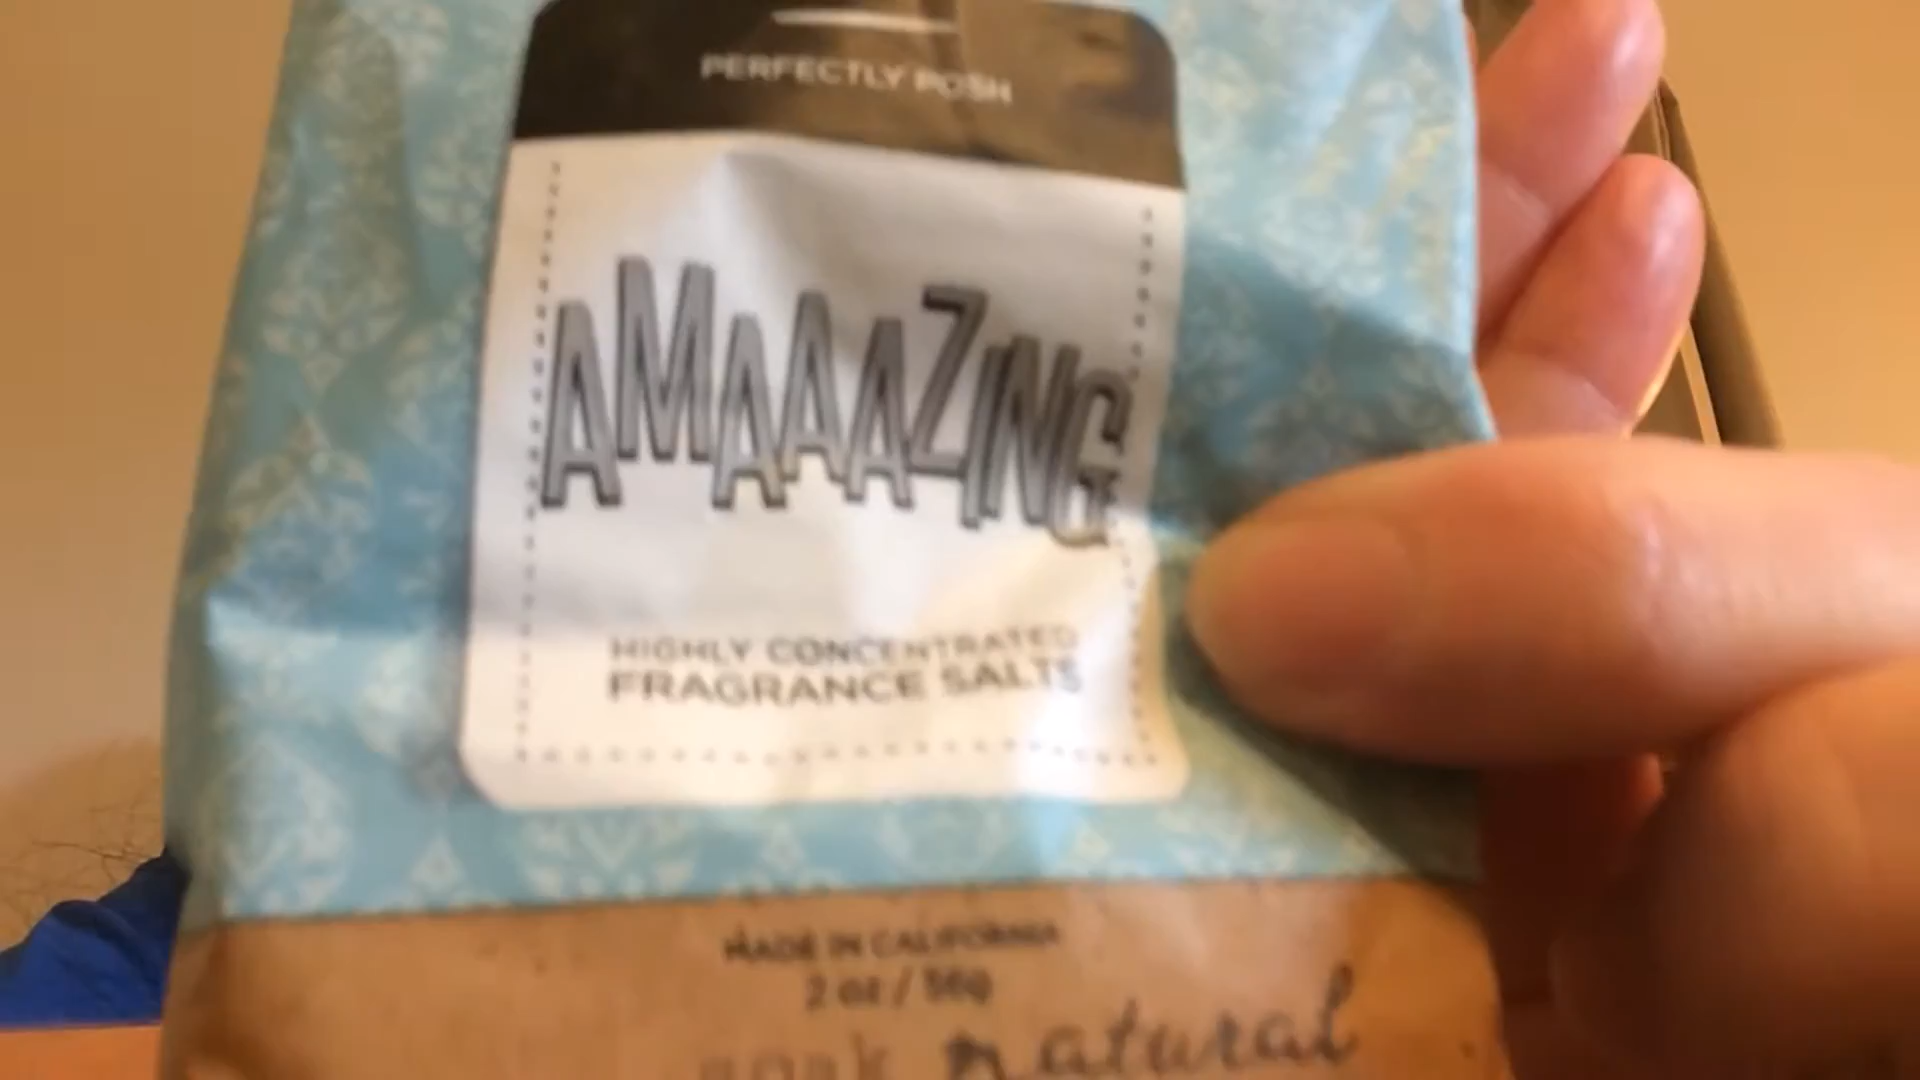 PERFECTLY POSH
AMAAAZING
HIGHLY CONCENTRATED
FRAGRANCE SALTS
MADE IN CALIFORNIA
2 oz / 56g
natural